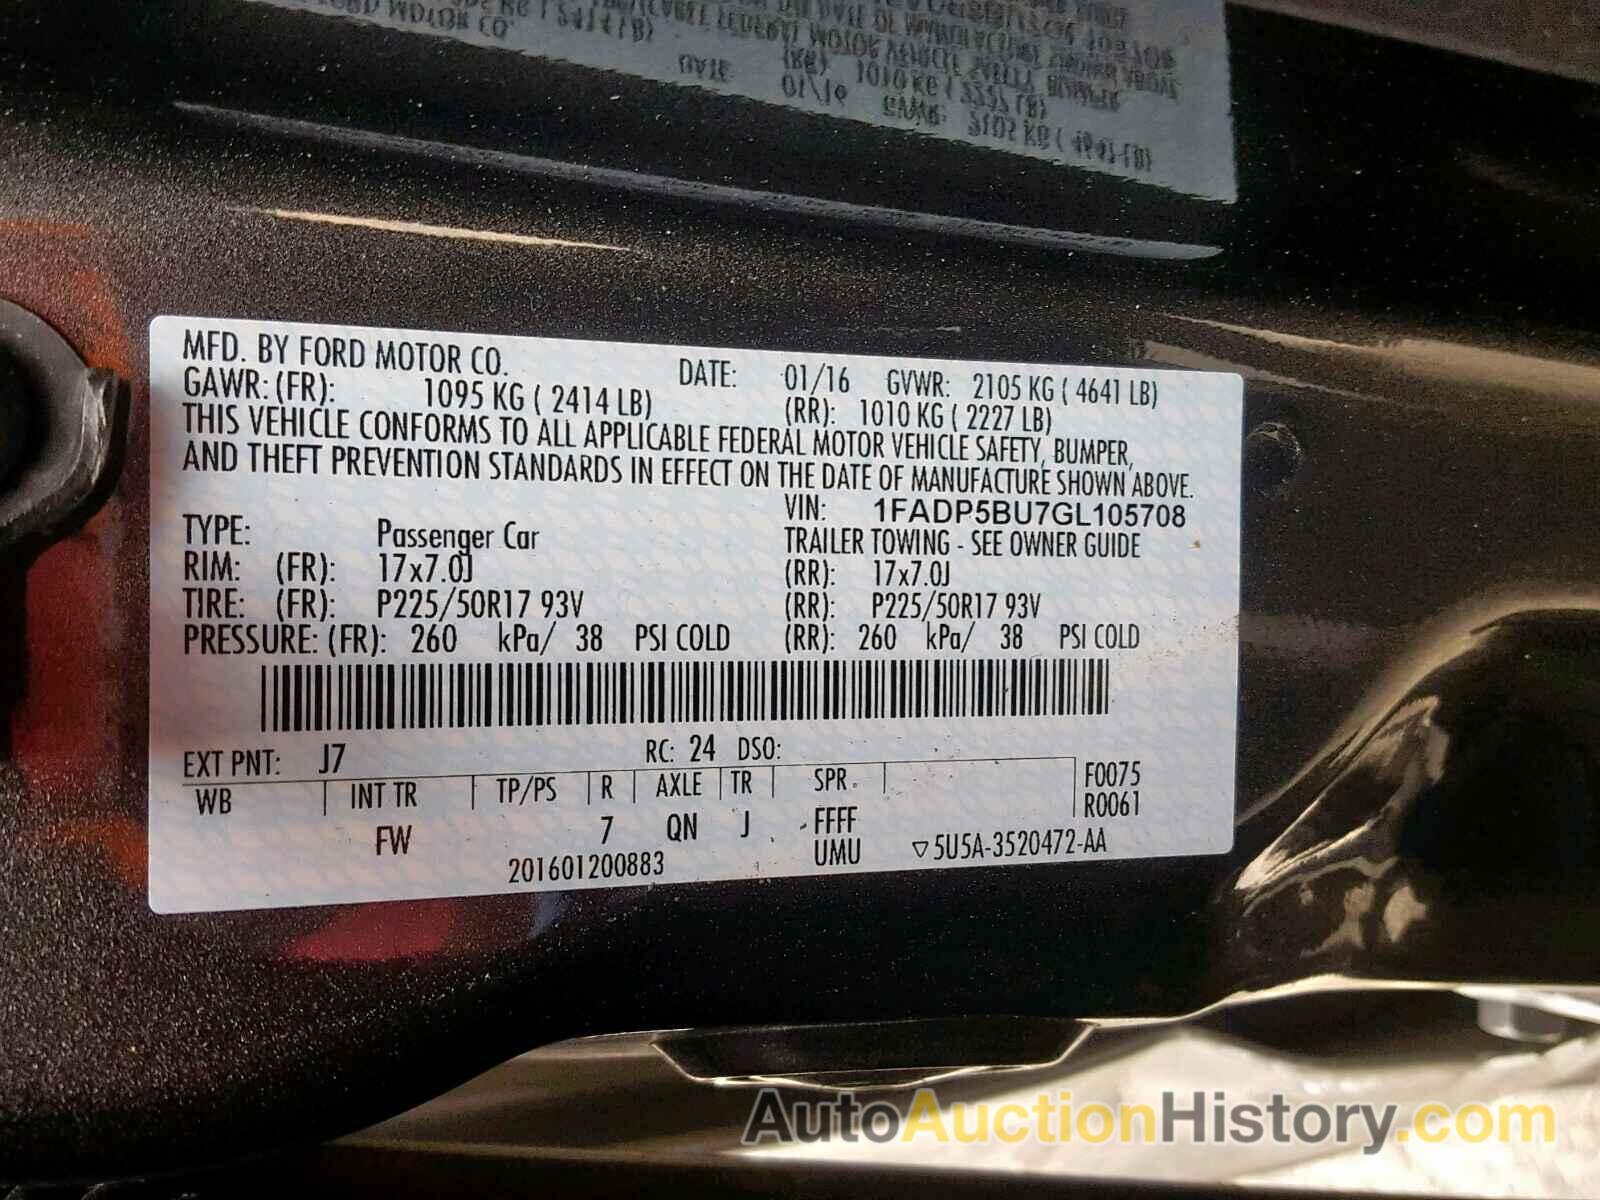 MFD. BY FORD MOTOR CO.
DATE: 01/16 GVWR: 2105 KG ( 4641 LB)
GAWR: (FR): 1095 KG ( 2414 LB) (RR): 1010 KG ( 2227 LB)
THIS VEHICLE CONFORMS TO ALL APPLICABLE FEDERAL MOTOR VEHICLE SAFETY, BUMPER,
AND THEFT PREVENTION STANDARDS IN EFFECT ON THE DATE OF MANUFACTURE SHOWN ABOVE.
VIN: 1FADP5BU7GL105708
TYPE: Passenger Car TRAILER TOWING - SEE OWNER GUIDE
RIM: (FR): 17x7.0J (RR): 17x7.0J
TIRE: (FR): P225/50R17 93V (RR): P225/50R17 93V
PRESSURE: (FR): 260 kPa/ 38 PSI COLD (RR): 260 kPa/ 38 PSI COLD
EXT PNT: J7 RC: 24 DSO:
WB INT TR TP/PS R AXLE TR SPR F0075
R0061
FW 7 QN J FFFF
UMU
201601200883 ▽5U5A-3520472-AA
AutoAuctionHistory.com